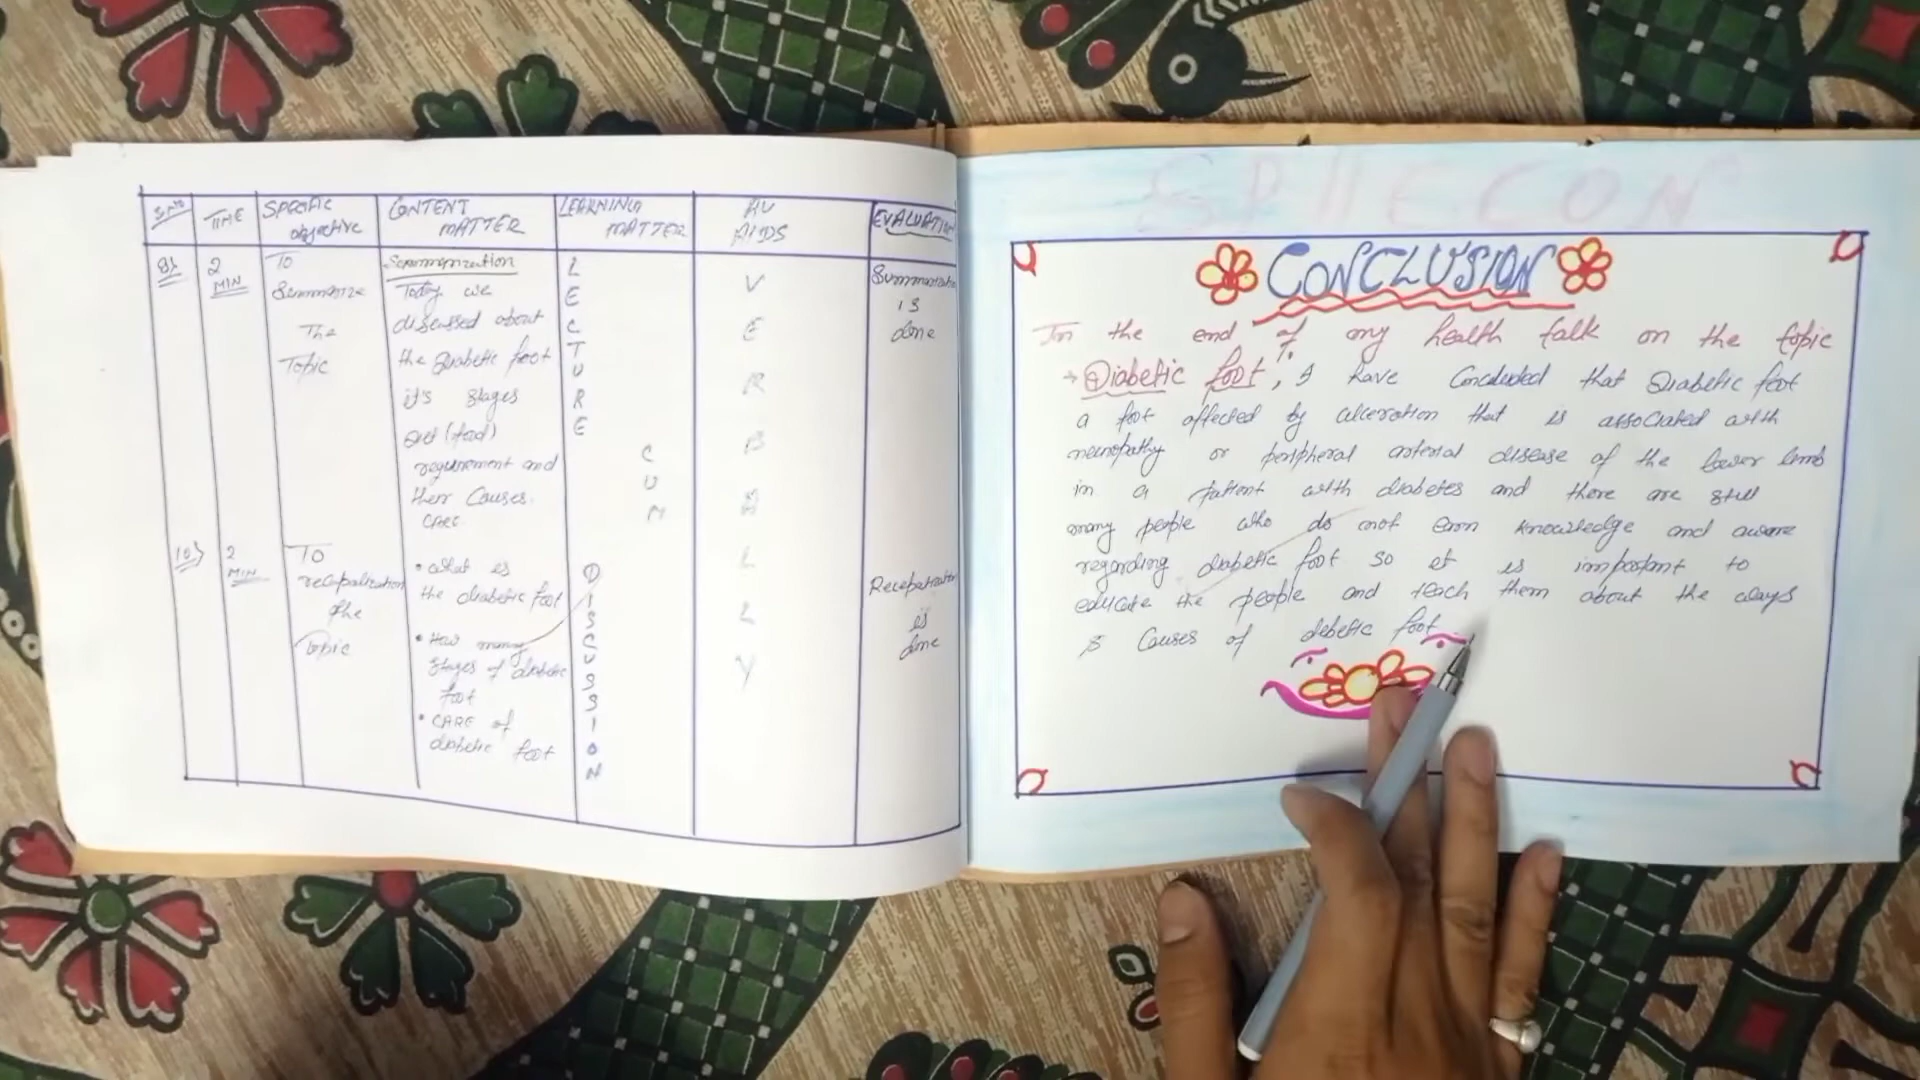 S.NO TIME SPECIFIC objective CONTENT MATTER LEARNING MATTER AV AIDS EVALUATION
9) 2 MIN
To
Summarize
The
Topic
Summarization
Today we
discussed about
the diabetic foot
it's stages
diet (food)
requirement and
their Causes.
LECTURE
CUM
DISCUSSION
VERBALLY
is
done
10) 2 MIN
To
of the
Topic
• what is
the diabetic foot
• How many
stages of diabetic
foot
• CARE of
diabetic foot
is
done
CONCLUSION
In the end of my health talk on the topic
→ Diabetic foot, I have Concluded that Diabetic foot
a foot affected by ulceration that is associated with
neuropathy or peripheral arterial disease of the lower limb
in a patient with diabetes and there are still
many people who do not earn knowledge and aware
regarding diabetic foot so it is important to
educate the people and teach them about the ways
& Causes of debetic foot